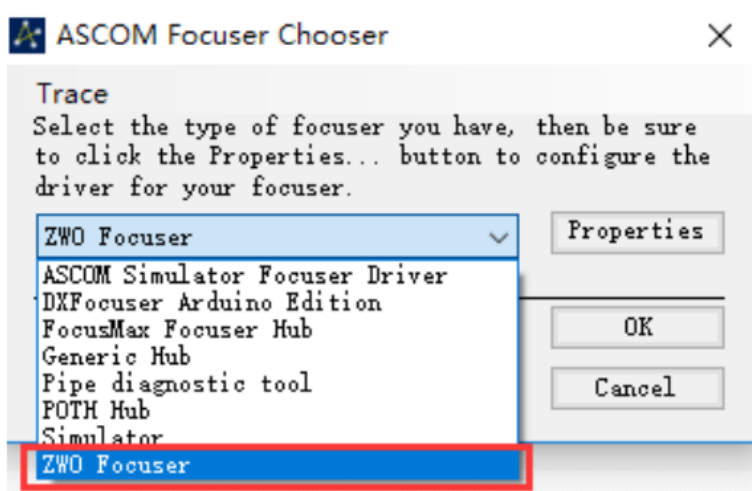 ASCOM Focuser Chooser
Trace
Select the type of focuser you have, then be sure
to click the Properties... button to configure the
driver for your focuser.
ZWO Focuser
Properties
ASCOM Simulator Focuser Driver
DXFocuser Arduino Edition
FocusMax Focuser Hub
Generic Hub
Pipe diagnostic tool
POTH Hub
Simulator
ZWO Focuser
OK
Cancel